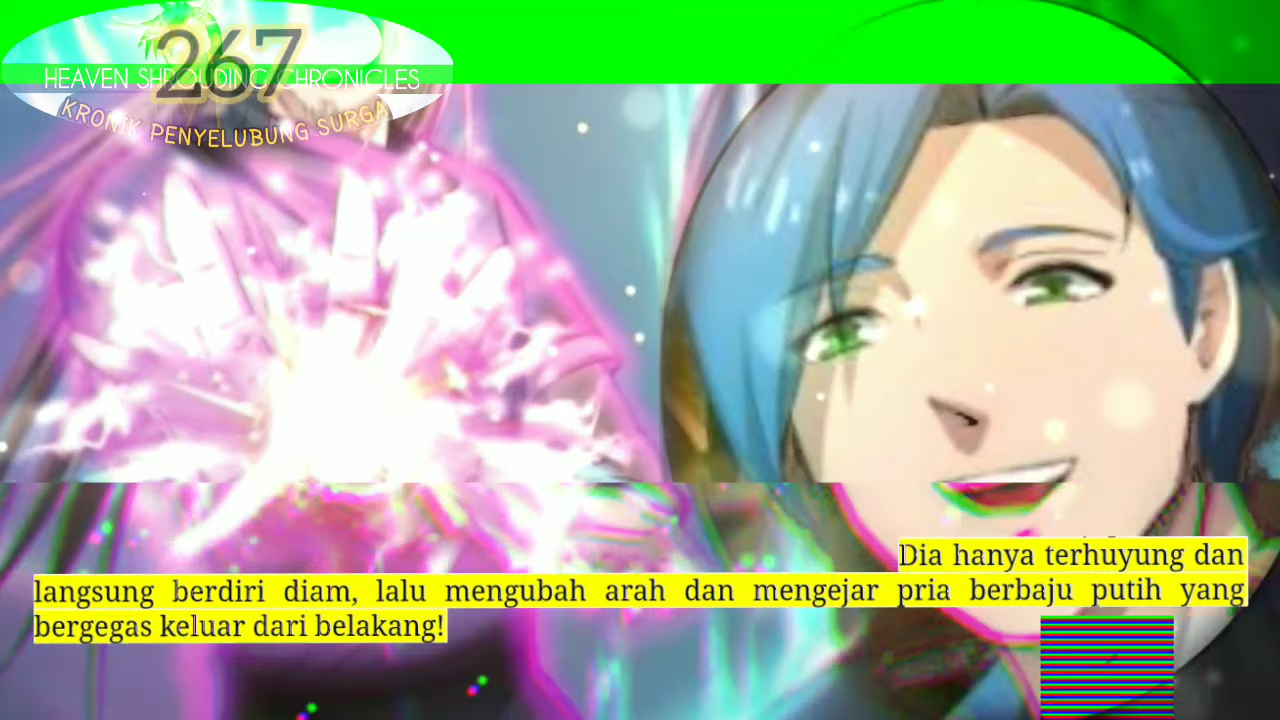 267
HEAVEN SHROUDING CHRONICLES
KRONIK PENYELUBUNG SURGA
Dia hanya terhuyung dan
langsung berdiri diam, lalu mengubah arah dan mengejar pria berbaju putih yang
bergegas keluar dari belakang!